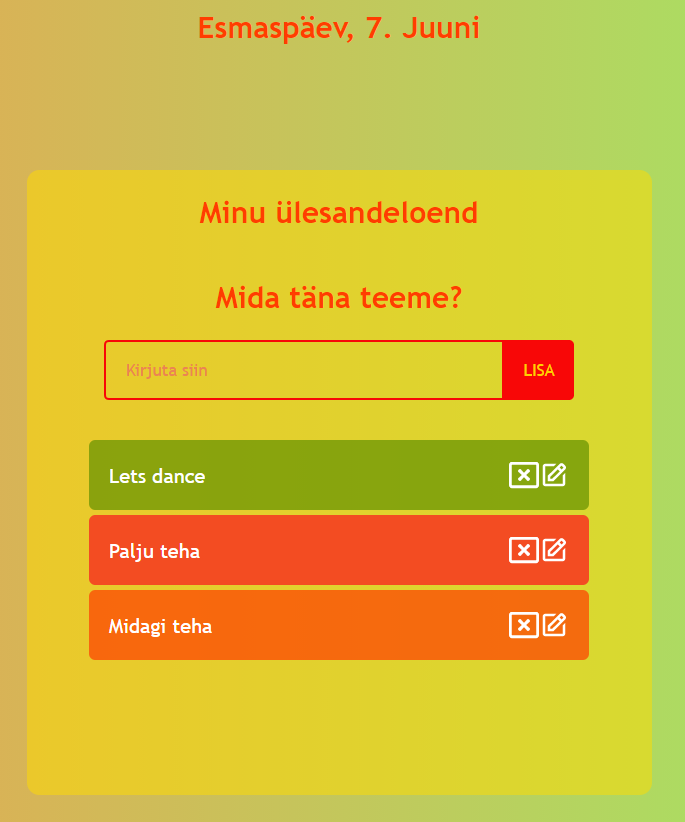 Esmaspäev, 7. Juuni
Minu ülesandeloend
Mida täna teeme?
Kirjuta siin
LISA
Lets dance
Palju teha
Midagi teha